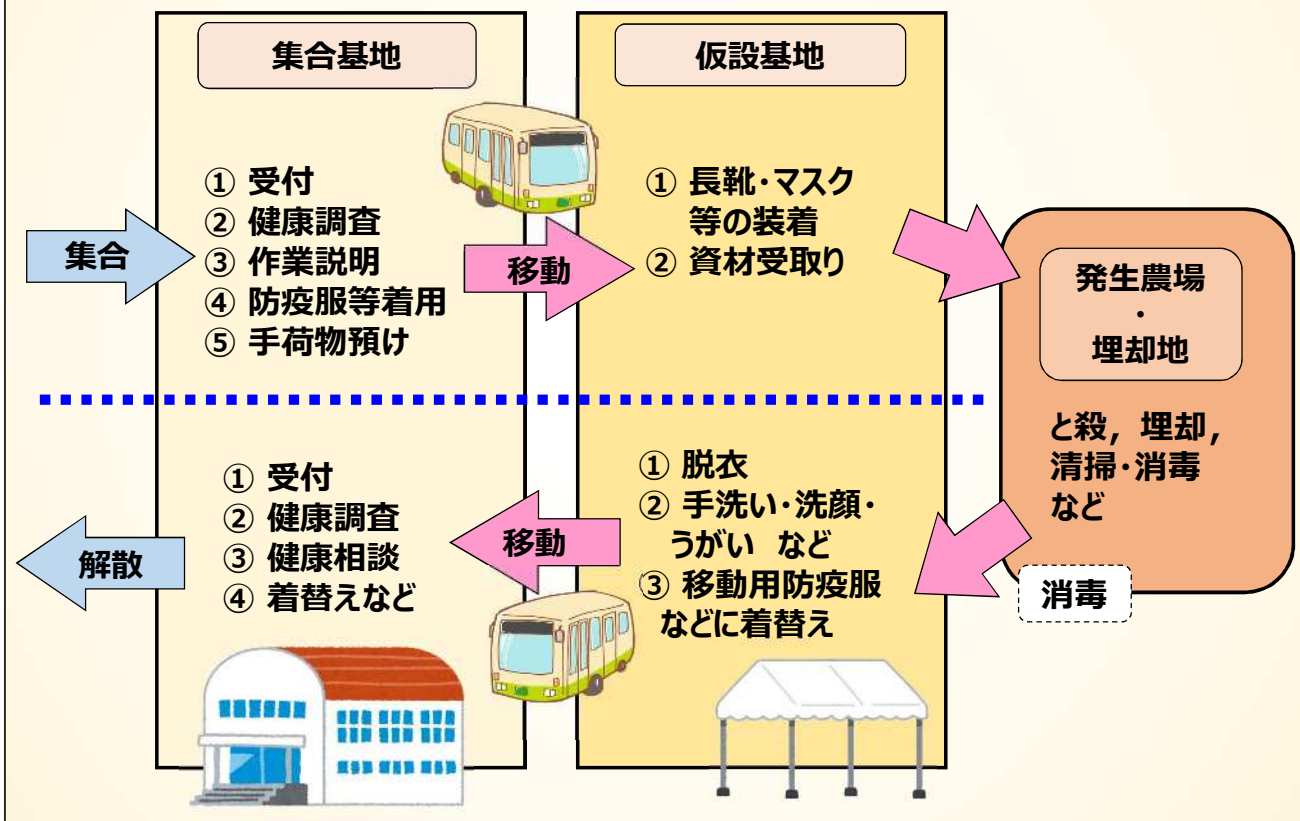 集合基地
仮設基地
① 受付
② 健康調査
③ 作業説明
④ 防疫服等着用
⑤ 手荷物預け
集合
移動
① 長靴・マスク
等の装着
② 資材受取り
発生農場
・
埋却地
と殺, 埋却,
清掃・消毒
など
消毒
① 脱衣
② 手洗い・洗顔・
うがい など
③ 移動用防疫服
などに着替え
移動
① 受付
② 健康調査
③ 健康相談
④ 着替えなど
解散